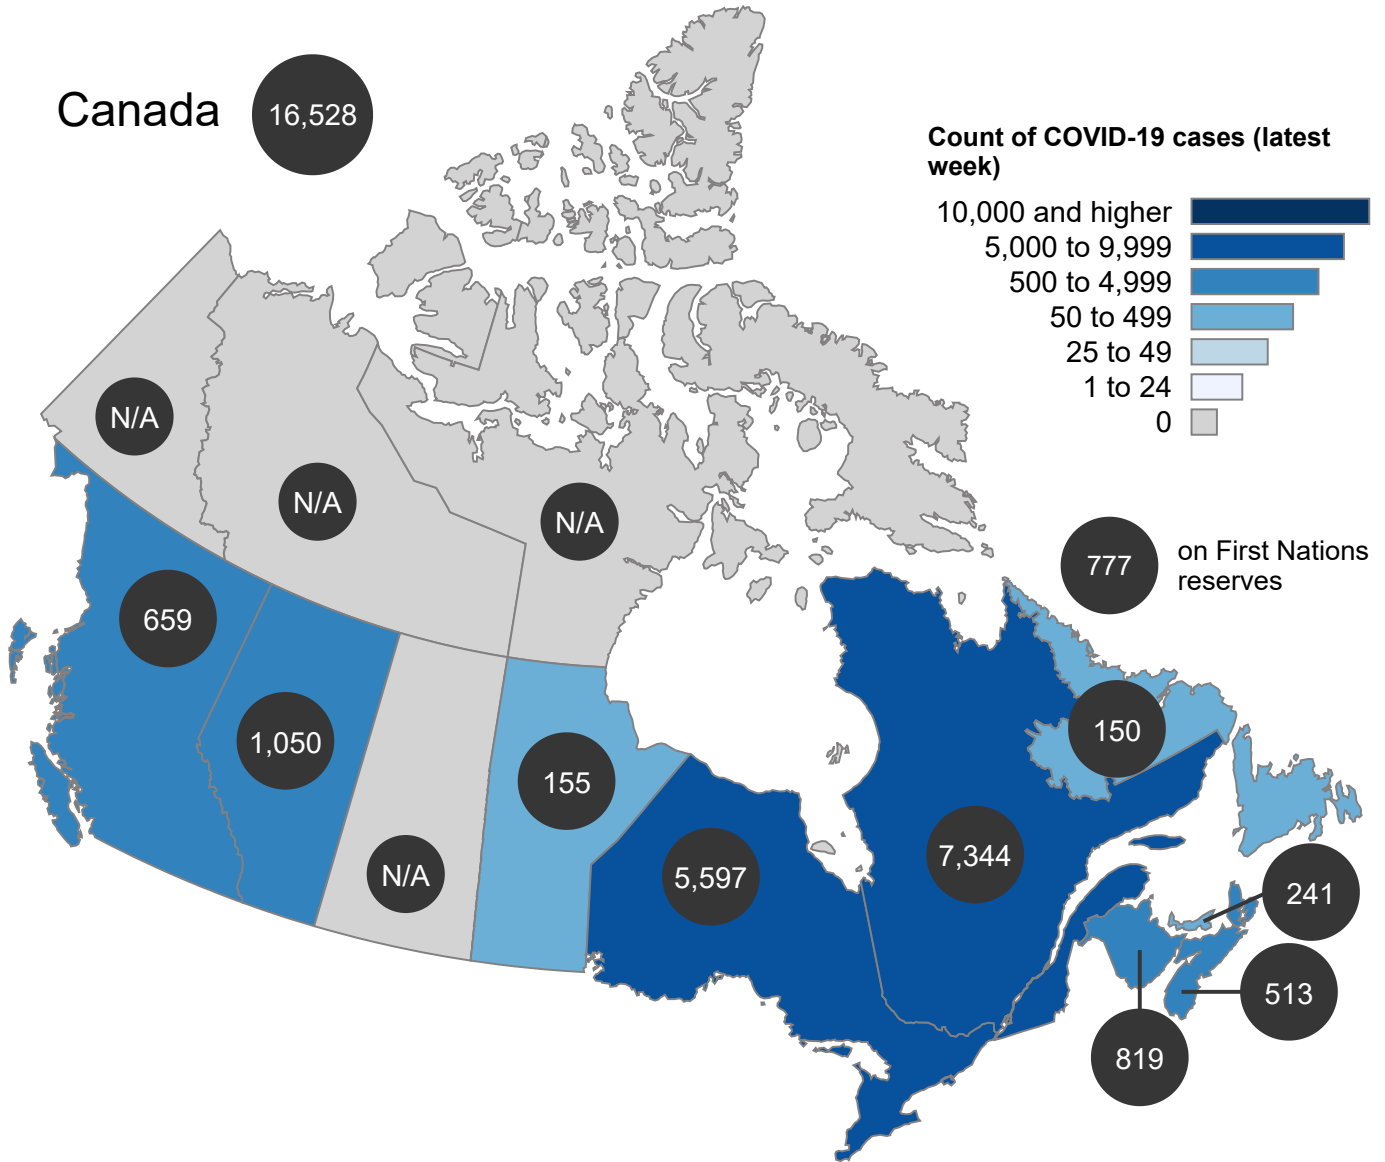 Canada
16,528
Count of COVID-19 cases (latest
week)
10,000 and higher
5,000 to 9,999
500 to 4,999
50 to 499
25 to 49
1 to 24
0
N/A
N/A
N/A
777
on First Nations
reserves
659
1,050
150
155
N/A
5,597
7,344
241
513
819